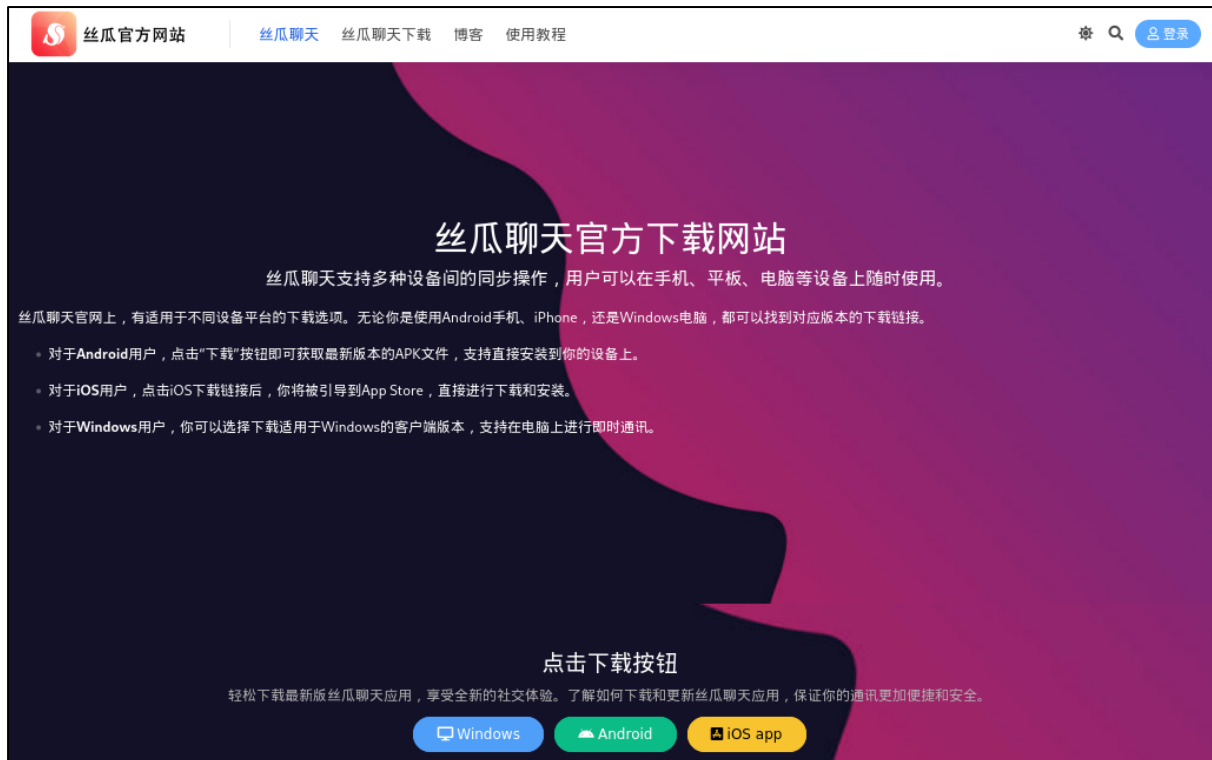 丝瓜官方网站 丝瓜聊天 丝瓜聊天下载 博客 使用教程 登录
丝瓜聊天官方下载网站
丝瓜聊天支持多种设备间的同步操作，用户可以在手机、平板、电脑等设备上随时使用。
丝瓜聊天官网上，有适用于不同设备平台的下载选项。无论你是使用Android手机、iPhone，还是Windows电脑，都可以找到对应版本的下载链接。
对于Android用户，点击“下载”按钮即可获取最新版本的APK文件，支持直接安装到你的设备上。
对于iOS用户，点击iOS下载链接后，你将被引导到App Store，直接进行下载和安装。
对于Windows用户，你可以选择下载适用于Windows的客户端版本，支持在电脑上进行即时通讯。
点击下载按钮
轻松下载最新版丝瓜聊天应用，享受全新的社交体验。了解如何下载和更新丝瓜聊天应用，保证你的通讯更加便捷和安全。
Windows Android iOS app